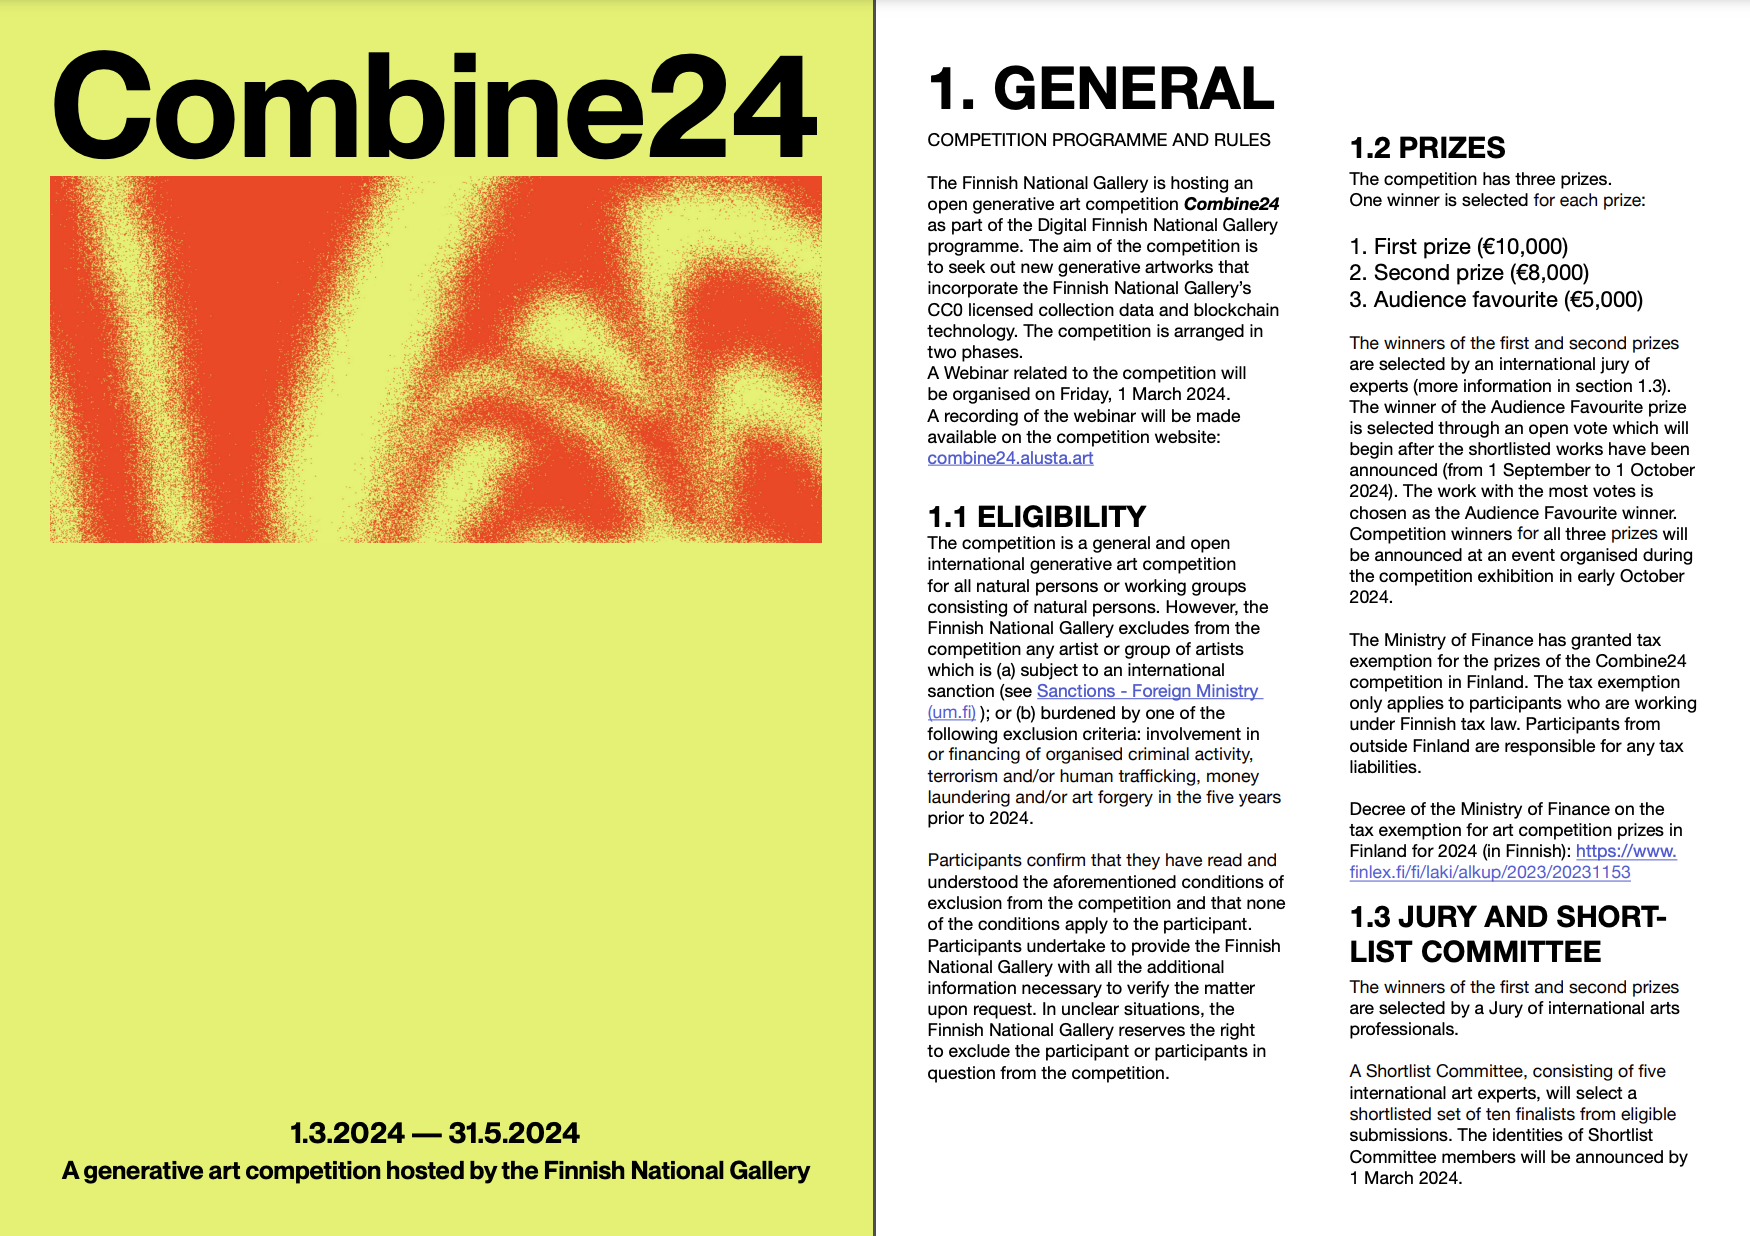 Combine24
1.3.2024 — 31.5.2024
A generative art competition hosted by the Finnish National Gallery
1. GENERAL
COMPETITION PROGRAMME AND RULES
The Finnish National Gallery is hosting an
open generative art competition Combine24
as part of the Digital Finnish National Gallery
programme. The aim of the competition is
to seek out new generative artworks that
incorporate the Finnish National Gallery’s
CC0 licensed collection data and blockchain
technology. The competition is arranged in
two phases.
A Webinar related to the competition will
be organised on Friday, 1 March 2024.
A recording of the webinar will be made
available on the competition website:
combine24.alusta.art
1.1 ELIGIBILITY
The competition is a general and open
international generative art competition
for all natural persons or working groups
consisting of natural persons. However, the
Finnish National Gallery excludes from the
competition any artist or group of artists
which is (a) subject to an international
sanction (see Sanctions - Foreign Ministry
(um.fi) ); or (b) burdened by one of the
following exclusion criteria: involvement in
or financing of organised criminal activity,
terrorism and/or human trafficking, money
laundering and/or art forgery in the five years
prior to 2024.
Participants confirm that they have read and
understood the aforementioned conditions of
exclusion from the competition and that none
of the conditions apply to the participant.
Participants undertake to provide the Finnish
National Gallery with all the additional
information necessary to verify the matter
upon request. In unclear situations, the
Finnish National Gallery reserves the right
to exclude the participant or participants in
question from the competition.
1.2 PRIZES
The competition has three prizes.
One winner is selected for each prize:
1. First prize (€10,000)
2. Second prize (€8,000)
3. Audience favourite (€5,000)
The winners of the first and second prizes
are selected by an international jury of
experts (more information in section 1.3).
The winner of the Audience Favourite prize
is selected through an open vote which will
begin after the shortlisted works have been
announced (from 1 September to 1 October
2024). The work with the most votes is
chosen as the Audience Favourite winner.
Competition winners for all three prizes will
be announced at an event organised during
the competition exhibition in early October
2024.
The Ministry of Finance has granted tax
exemption for the prizes of the Combine24
competition in Finland. The tax exemption
only applies to participants who are working
under Finnish tax law. Participants from
outside Finland are responsible for any tax
liabilities.
Decree of the Ministry of Finance on the
tax exemption for art competition prizes in
Finland for 2024 (in Finnish): https://www.
finlex.fi/fi/laki/alkup/2023/20231153
1.3 JURY AND SHORT-
LIST COMMITTEE
The winners of the first and second prizes
are selected by a Jury of international arts
professionals.
A Shortlist Committee, consisting of five
international art experts, will select a
shortlisted set of ten finalists from eligible
submissions. The identities of Shortlist
Committee members will be announced by
1 March 2024.